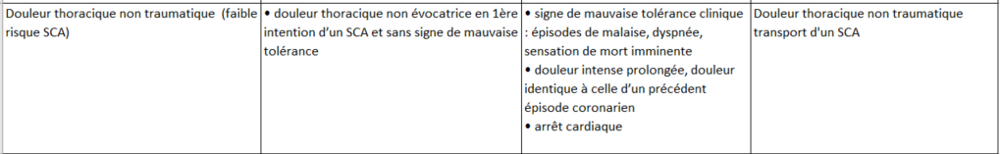 Douleur thoracique non traumatique  (faible
risque SCA)
• douleur thoracique non évocatrice en 1ère
intention d’un SCA et sans signe de mauvaise
tolérance
• signe de mauvaise tolérance clinique
: épisodes de malaise, dyspnée,
sensation de mort imminente
• douleur intense prolongée, douleur
identique à celle d’un précédent
épisode coronarien
• arrêt cardiaque
Douleur thoracique non traumatique
transport d'un SCA